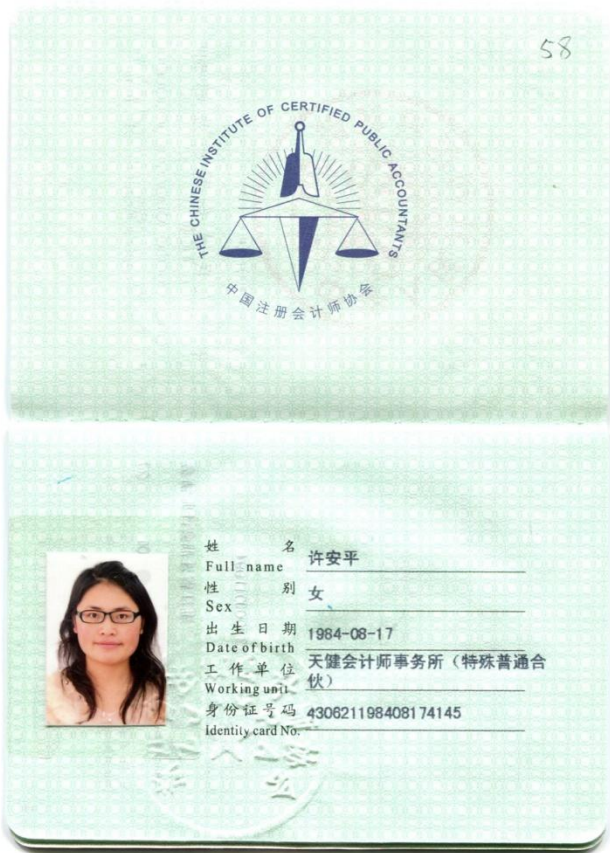 58
THE CHINESE INSTITUTE OF CERTIFIED PUBLIC ACCOUNTANTS
中国注册会计师协会
姓 名 许安平
Full name
性 别 女
Sex
出生日期 1984-08-17
Date of birth
工作单位 天健会计师事务所（特殊普通合
Working unit 伙）
身份证号码 430621198408174145
Identity card No.